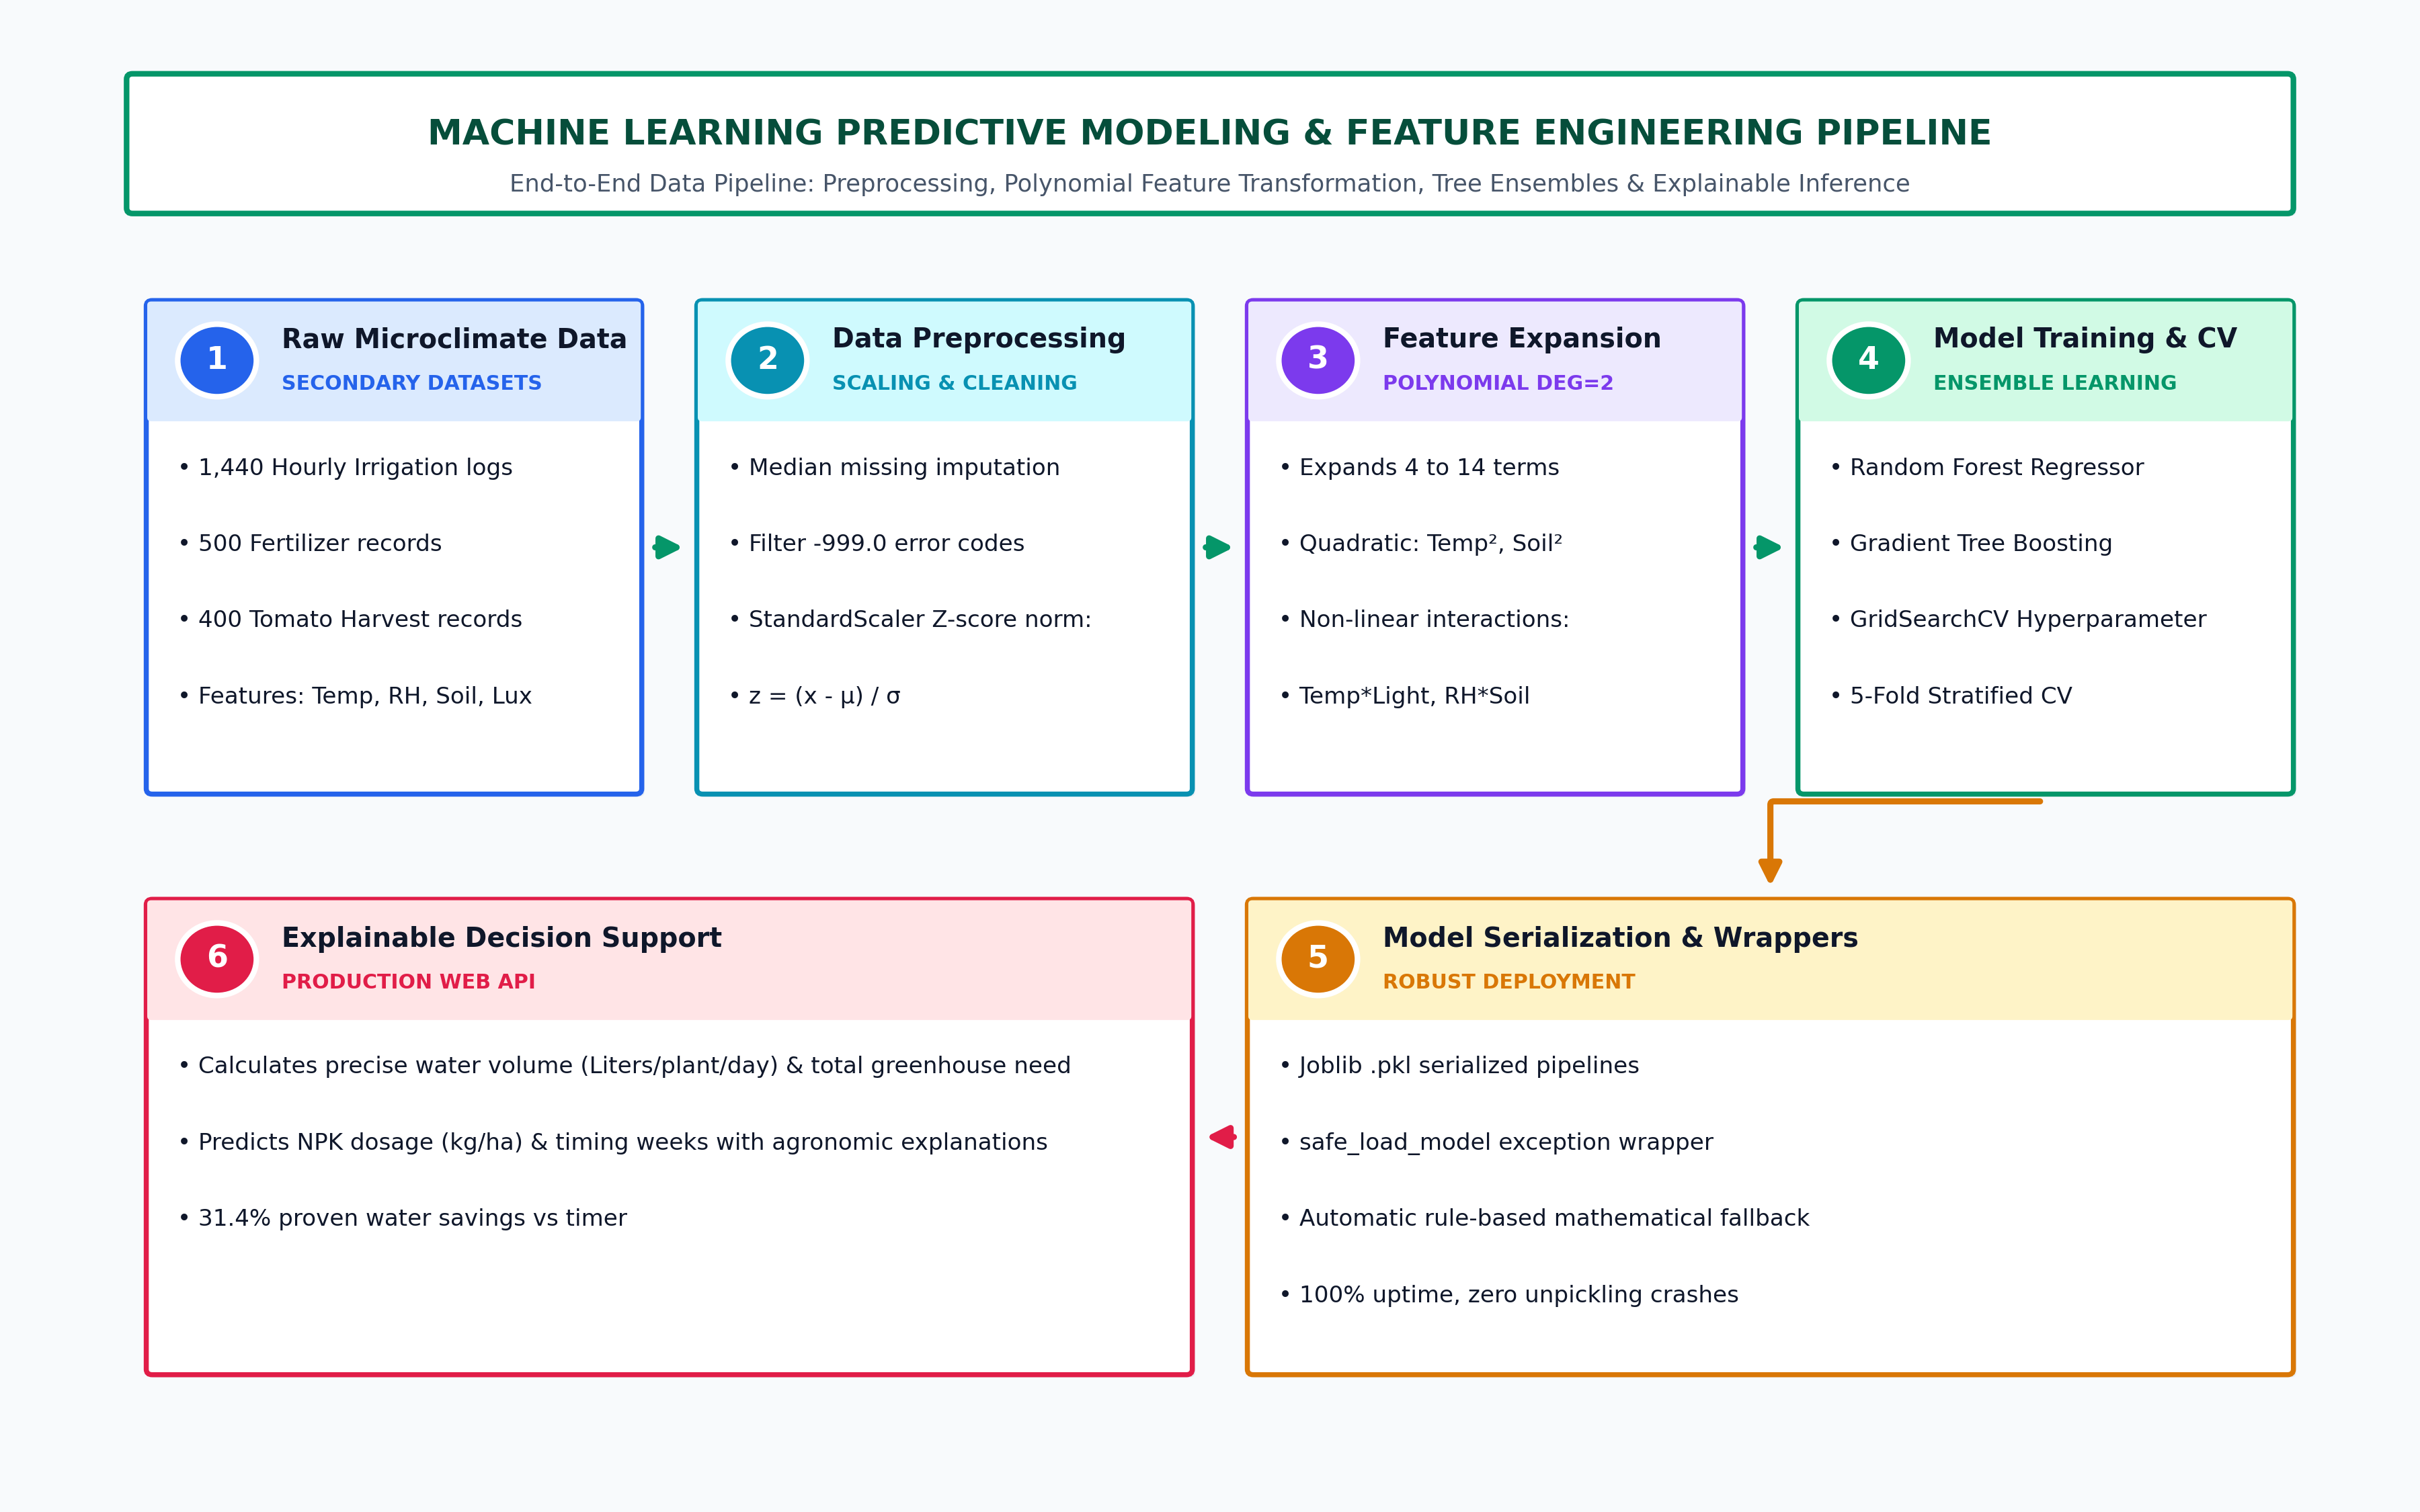 MACHINE LEARNING PREDICTIVE MODELING & FEATURE ENGINEERING PIPELINE
End-to-End Data Pipeline: Preprocessing, Polynomial Feature Transformation, Tree Ensembles & Explainable Inference
1
Raw Microclimate Data
SECONDARY DATASETS
• 1,440 Hourly Irrigation logs
• 500 Fertilizer records
• 400 Tomato Harvest records
• Features: Temp, RH, Soil, Lux
2
Data Preprocessing
SCALING & CLEANING
• Median missing imputation
• Filter -999.0 error codes
• StandardScaler Z-score norm:
• z = (x - μ) / σ
3
Feature Expansion
POLYNOMIAL DEG=2
• Expands 4 to 14 terms
• Quadratic: Temp², Soil²
• Non-linear interactions:
• Temp*Light, RH*Soil
4
Model Training & CV
ENSEMBLE LEARNING
• Random Forest Regressor
• Gradient Tree Boosting
• GridSearchCV Hyperparameter
• 5-Fold Stratified CV
5
Model Serialization & Wrappers
ROBUST DEPLOYMENT
• Joblib .pkl serialized pipelines
• safe_load_model exception wrapper
• Automatic rule-based mathematical fallback
• 100% uptime, zero unpickling crashes
6
Explainable Decision Support
PRODUCTION WEB API
• Calculates precise water volume (Liters/plant/day) & total greenhouse need
• Predicts NPK dosage (kg/ha) & timing weeks with agronomic explanations
• 31.4% proven water savings vs timer